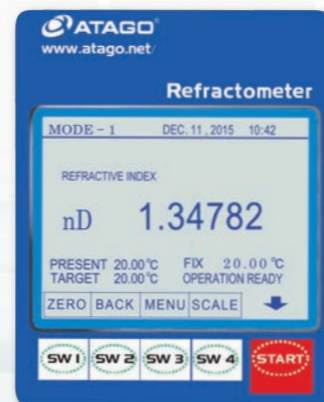 ATAGO®
www.atago.net
Refractometer
MODE-1 DEC. 11, 2015 10:42
REFRACTIVE INDEX
nD 1.34782
PRESENT 20.00℃ FIX 20.00℃
TARGET 20.00℃ OPERATION READY
ZERO BACK MENU SCALE
SW 1 SW 2 SW 3 SW 4 START